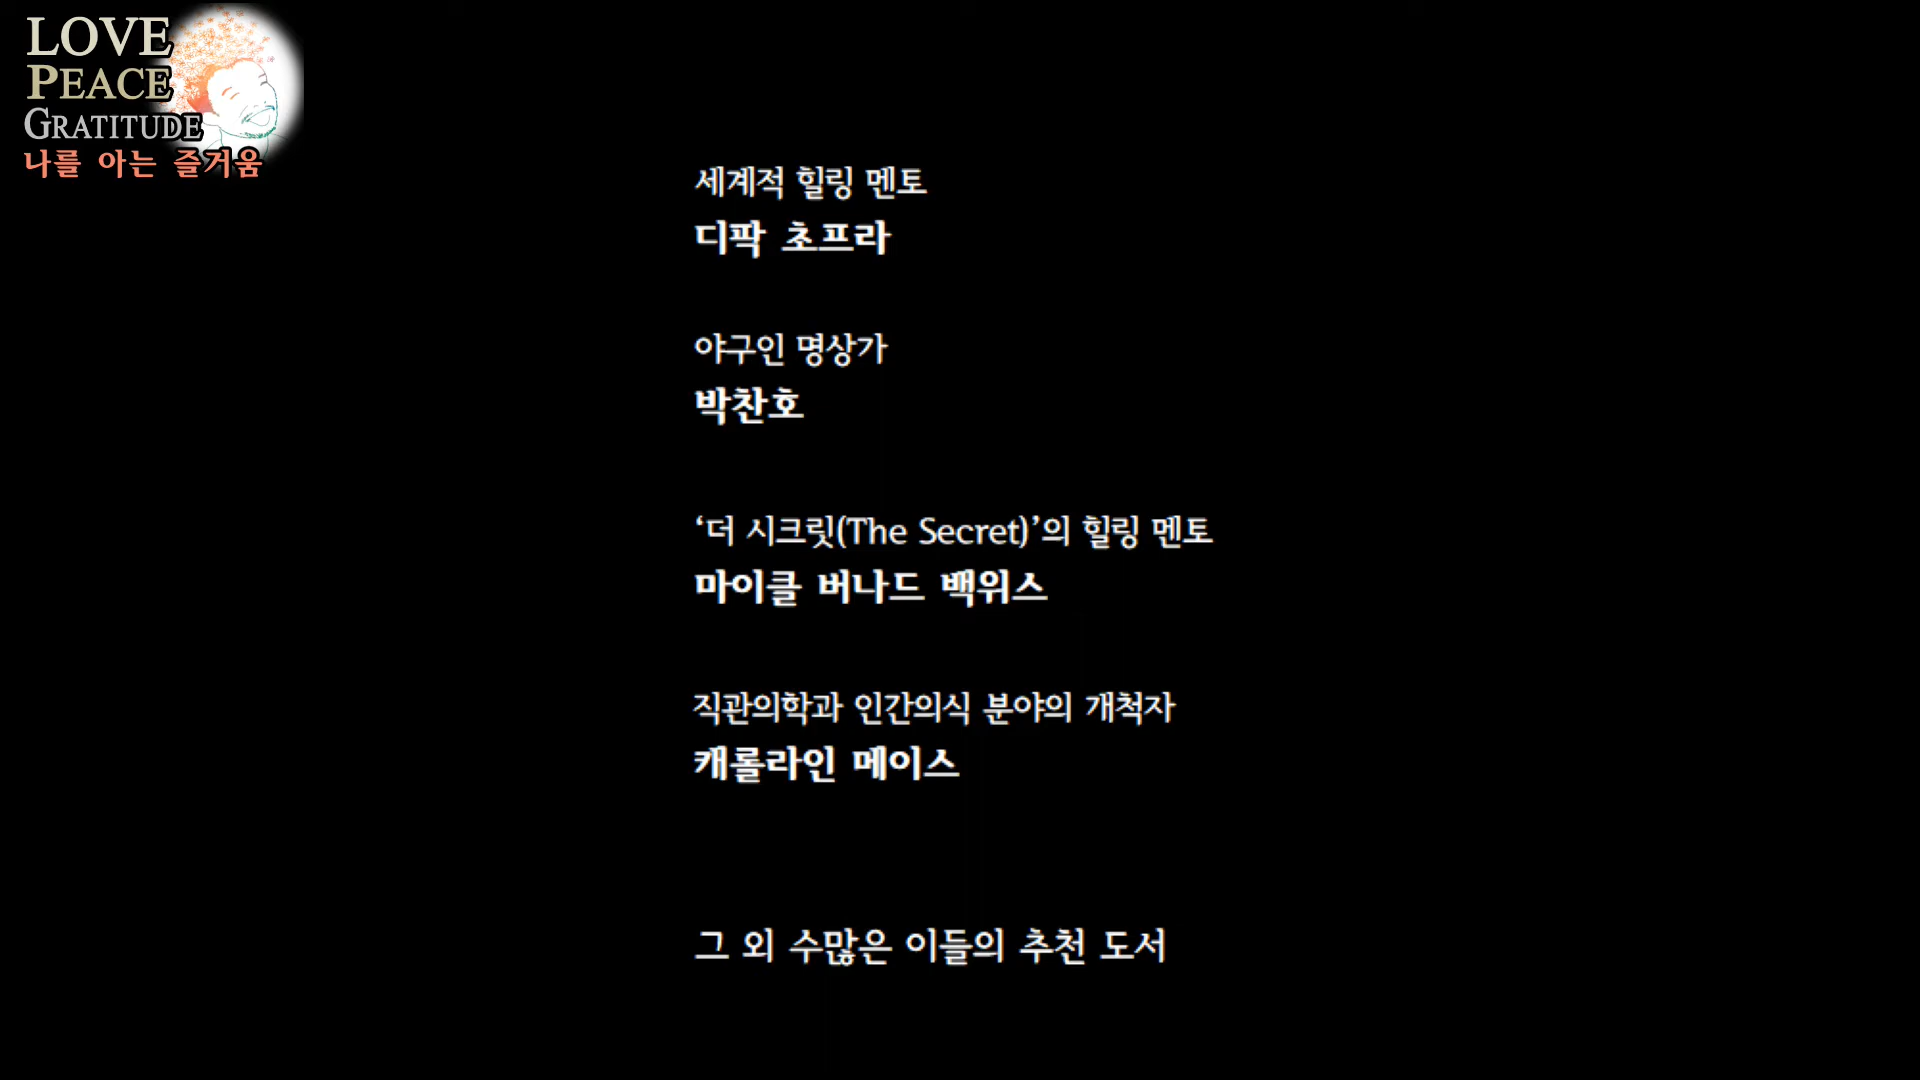 LOVE
PEACE
GRATITUDE
나를 아는 즐거움
세계적 힐링 멘토
디팍 초프라
야구인 명상가
박찬호
‘더 시크릿(The Secret)’의 힐링 멘토
마이클 버나드 백위스
직관의학과 인간의식 분야의 개척자
캐롤라인 메이스
그 외 수많은 이들의 추천 도서